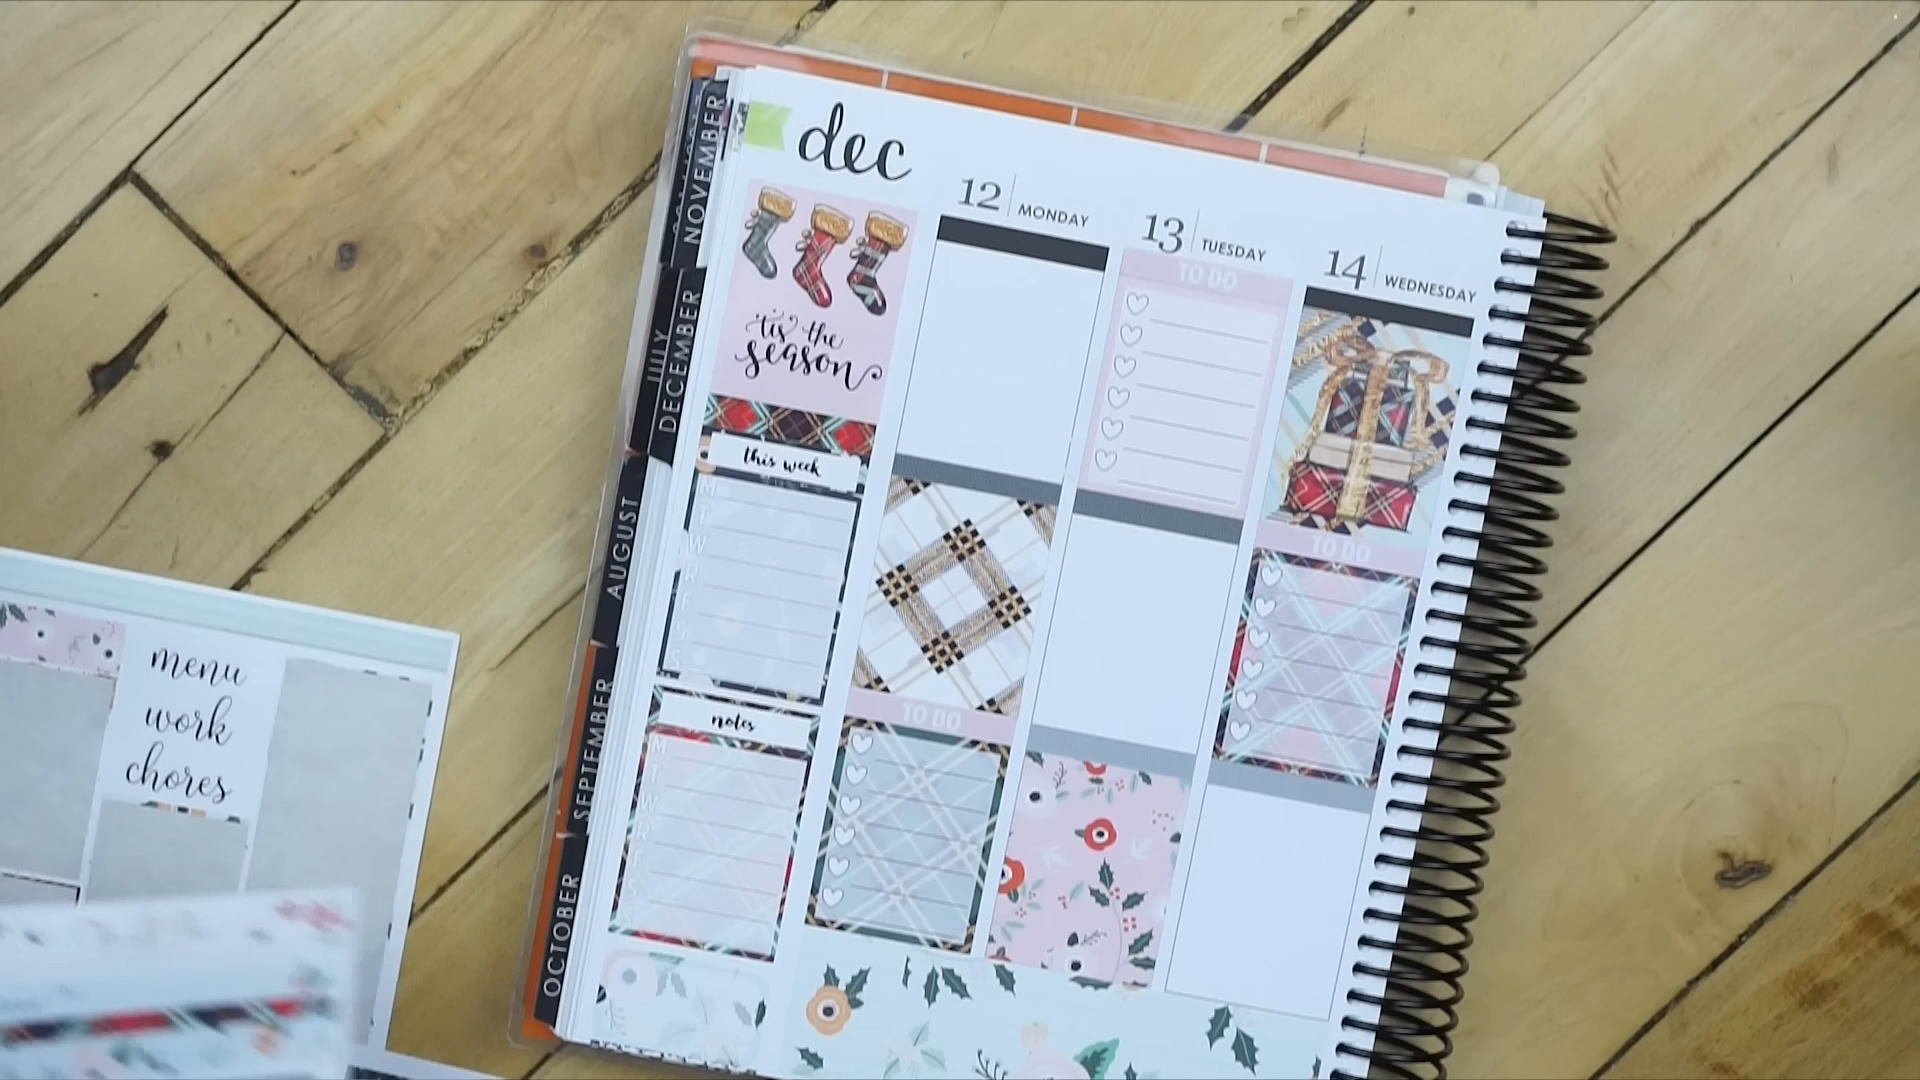 dec
12 MONDAY
13 TUESDAY
14 WEDNESDAY
'tis the
season
this week
M
T
W
R
F
S
S
notes
M
T
W
R
F
TO DO
TO DO
TO DO
NOVEMBER
JULY
DECEMBER
AUGUST
SEPTEMBER
OCTOBER
menu
work
chores